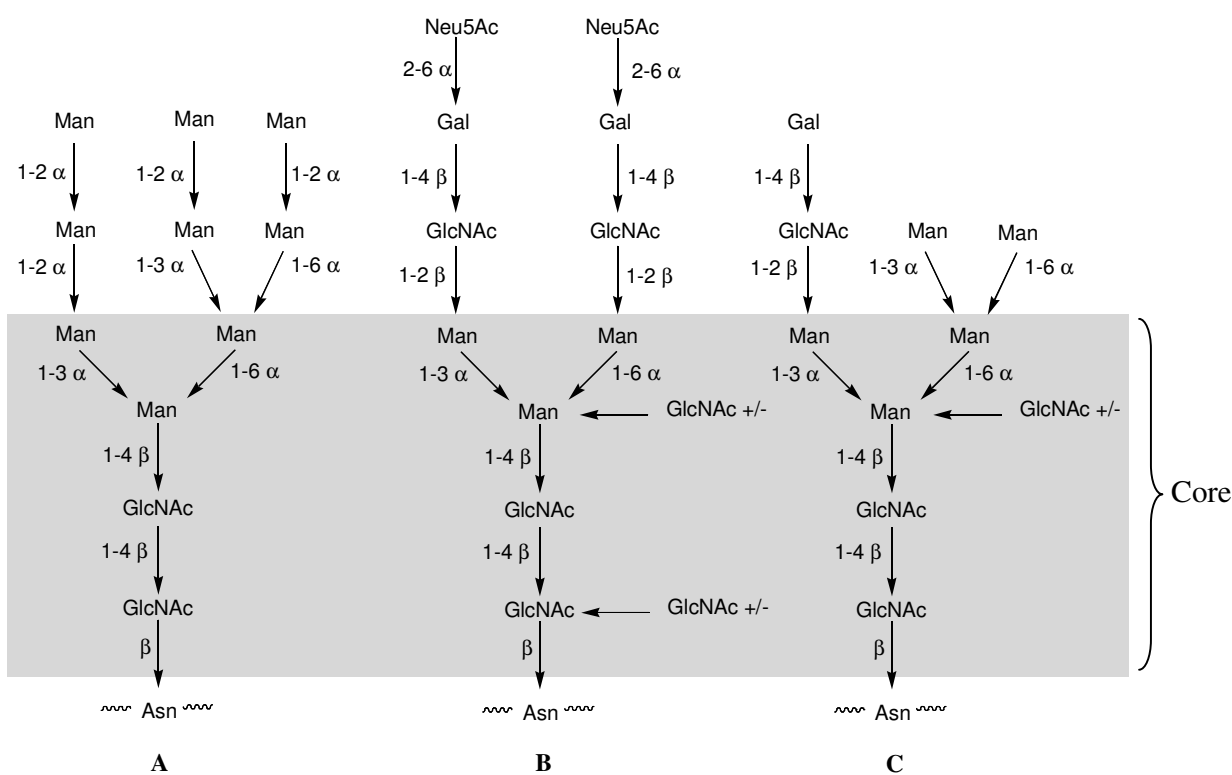 Neu5Ac Neu5Ac
2-6 α 2-6 α
Man Man Man Gal Gal Gal
1-2 α 1-2 α 1-2 α 1-4 β 1-4 β 1-4 β
Man Man Man GlcNAc GlcNAc GlcNAc Man Man
1-2 α 1-3 α 1-6 α 1-2 β 1-2 β 1-2 β 1-3 α 1-6 α
Man Man Man Man Man Man
1-3 α 1-6 α 1-3 α 1-6 α 1-3 α 1-6 α
Man Man GlcNAc +/- Man GlcNAc +/-
1-4 β 1-4 β 1-4 β
GlcNAc GlcNAc GlcNAc Core
1-4 β 1-4 β 1-4 β
GlcNAc GlcNAc GlcNAc +/- GlcNAc
β β β
Asn Asn Asn
A B C